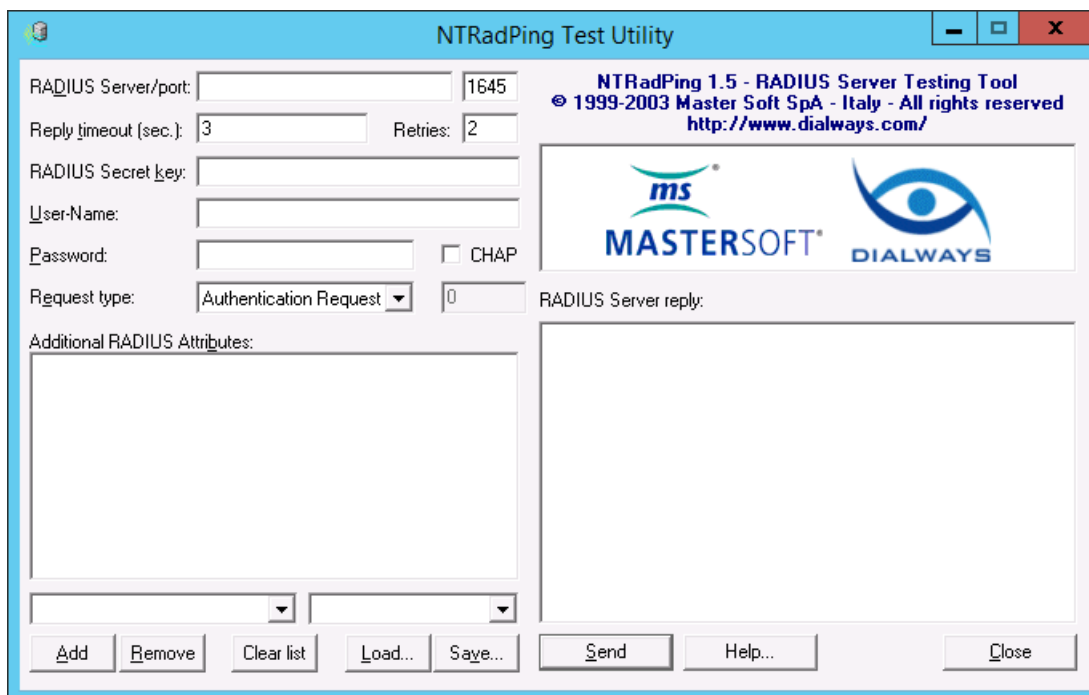 NTRadPing Test Utility
RADIUS Server/port: 1645
Reply timeout (sec.): 3 Retries: 2
RADIUS Secret key:
User-Name:
Password: CHAP
Request type: Authentication Request 0
Additional RADIUS Attributes:
Add Remove Clear list Load... Save...
NTRadPing 1.5 - RADIUS Server Testing Tool
© 1999-2003 Master Soft SpA - Italy - All rights reserved
http://www.dialways.com/
ms®
MASTERSOFT®
DIALWAYS
RADIUS Server reply:
Send Help... Close